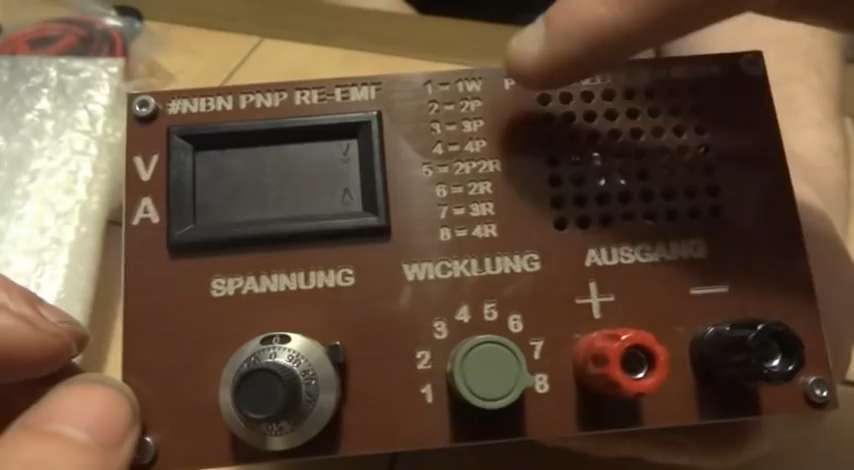 #NBN PNP RE-EMF
1 = 1W P
2 = 2P
3 = 3P
4 = 4P
5 = 2P2R
6 = 2R
7 = 3R
8 = 4R
V
A
V
A
SPANNUNG
WICKLUNG
AUSGANG
+ −
0
1 2 3 4 5 6 7 8